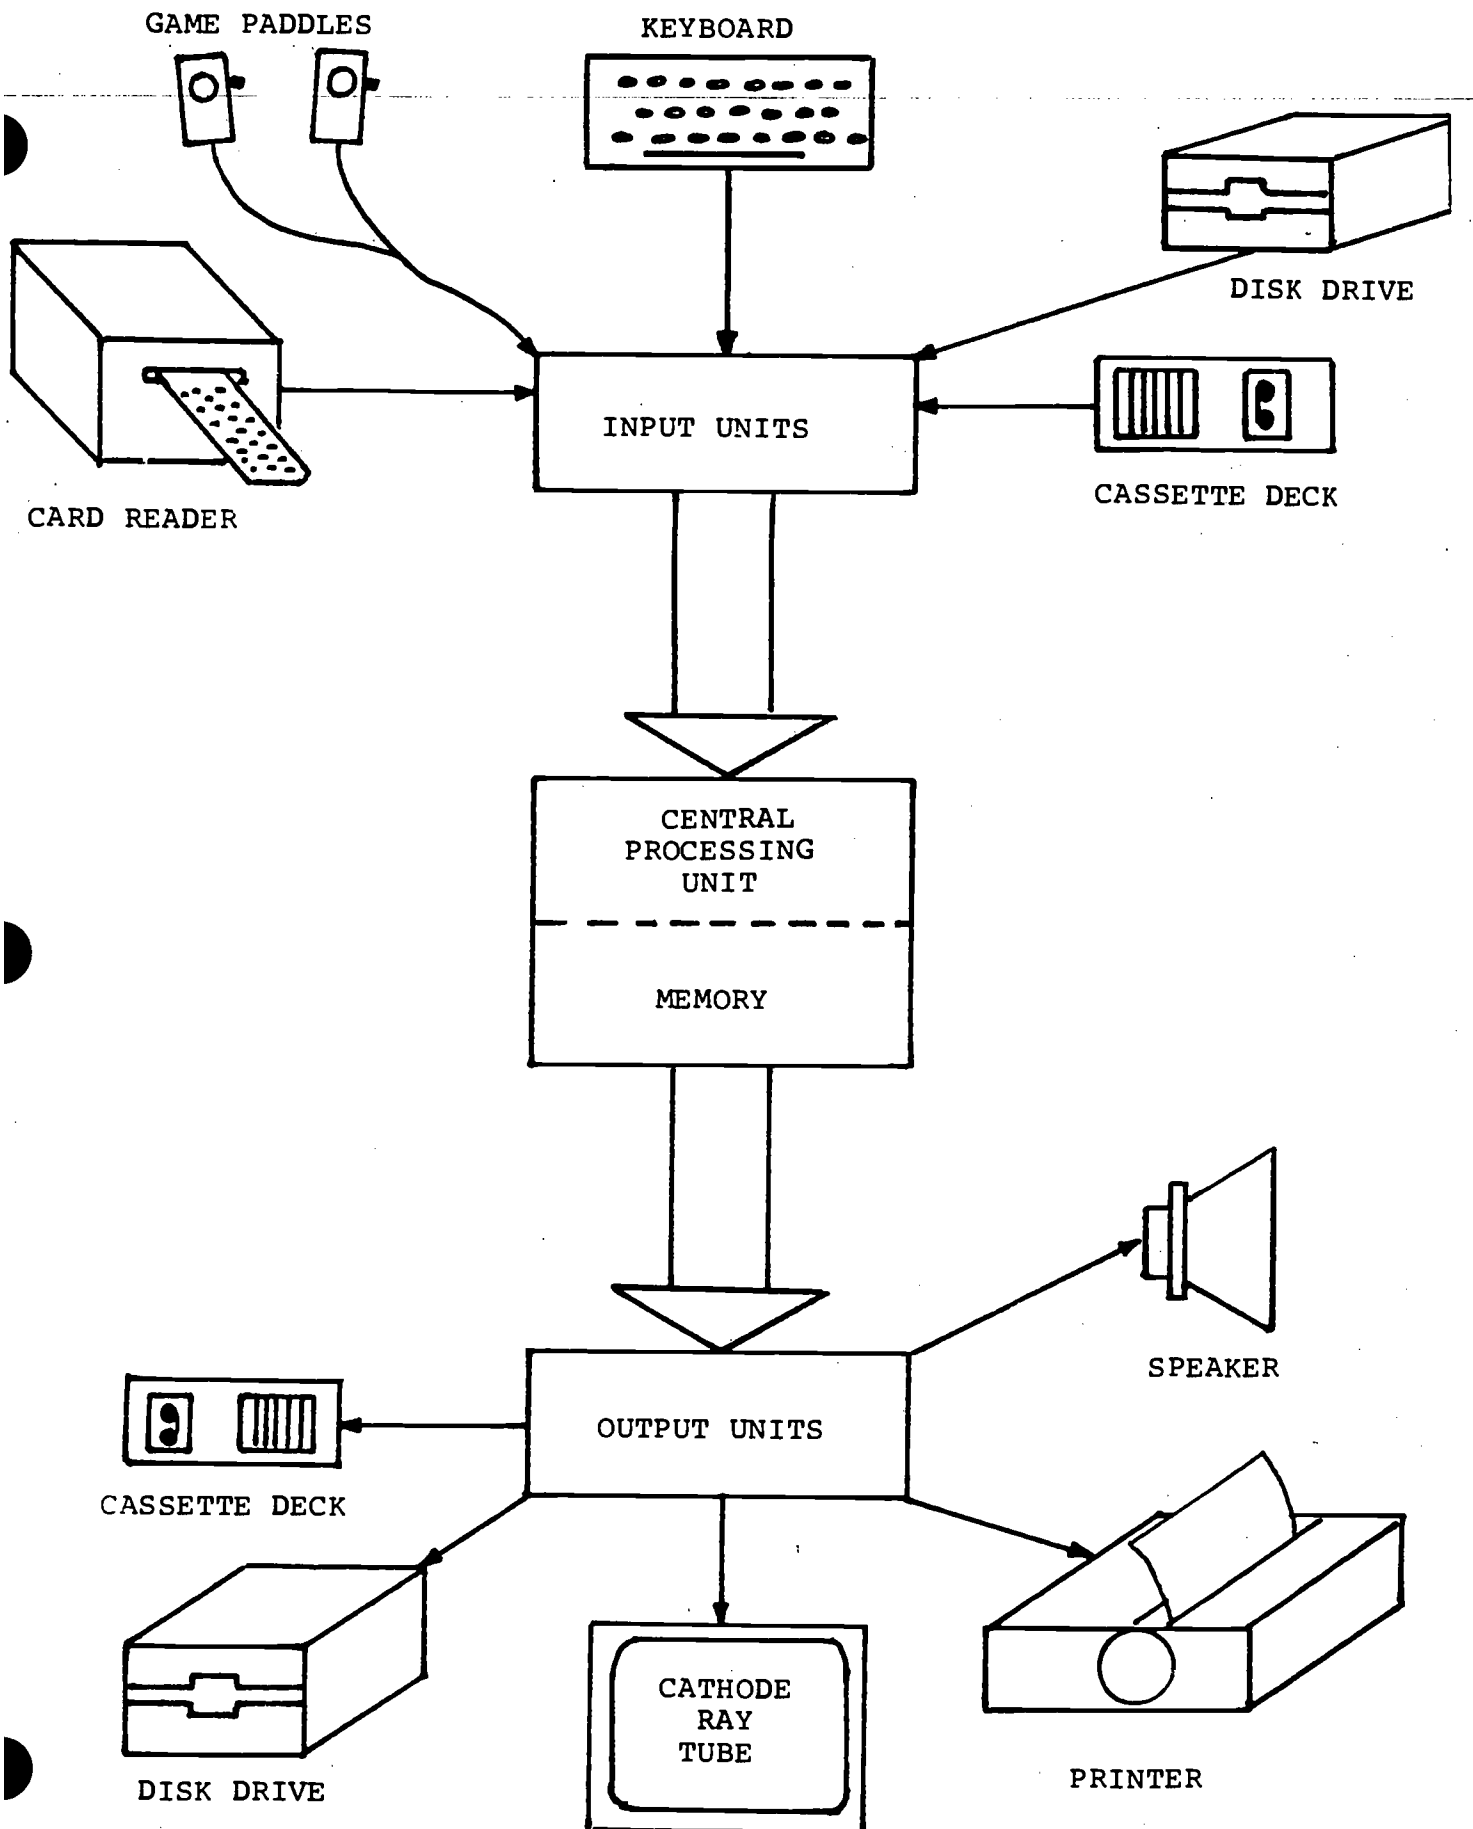 GAME PADDLES
KEYBOARD
DISK DRIVE
INPUT UNITS
CASSETTE DECK
CARD READER
CENTRAL
PROCESSING
UNIT
MEMORY
SPEAKER
OUTPUT UNITS
CASSETTE DECK
CATHODE
RAY
TUBE
PRINTER
DISK DRIVE